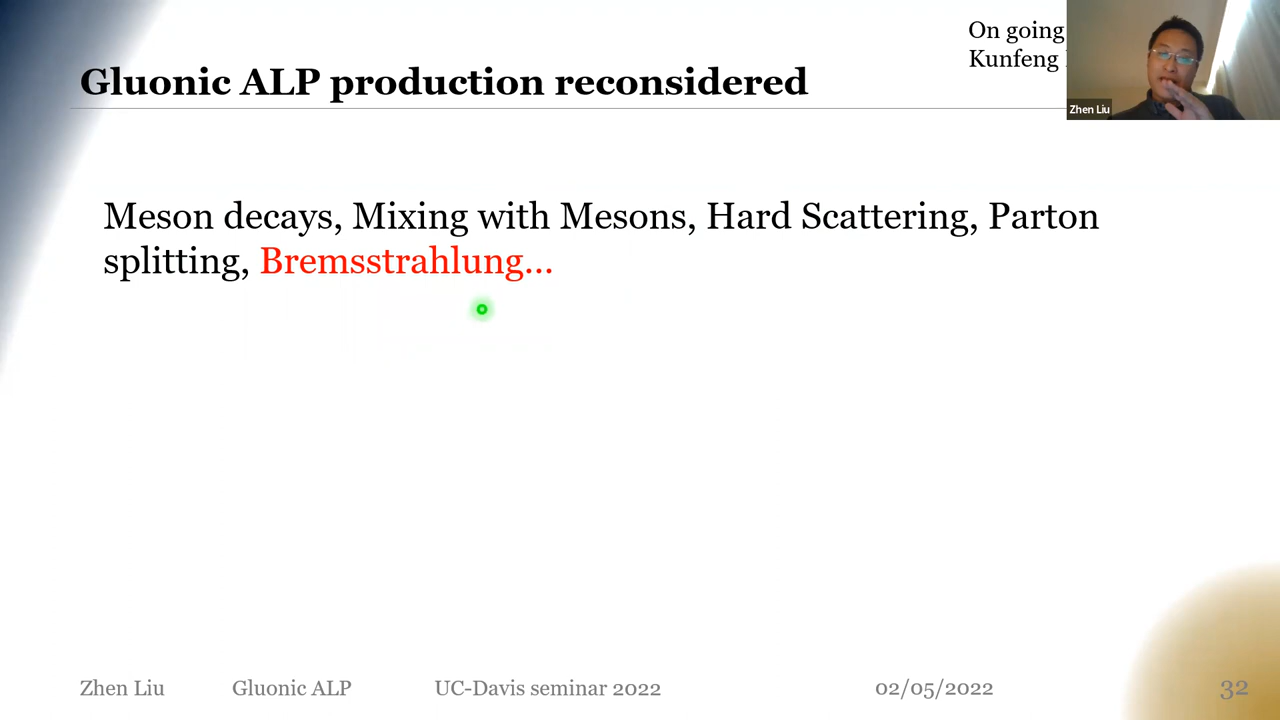 On going
Kunfeng
Gluonic ALP production reconsidered
Zhen Liu
Meson decays, Mixing with Mesons, Hard Scattering, Parton
splitting, Bremsstrahlung...
Zhen Liu Gluonic ALP UC-Davis seminar 2022 02/05/2022 32